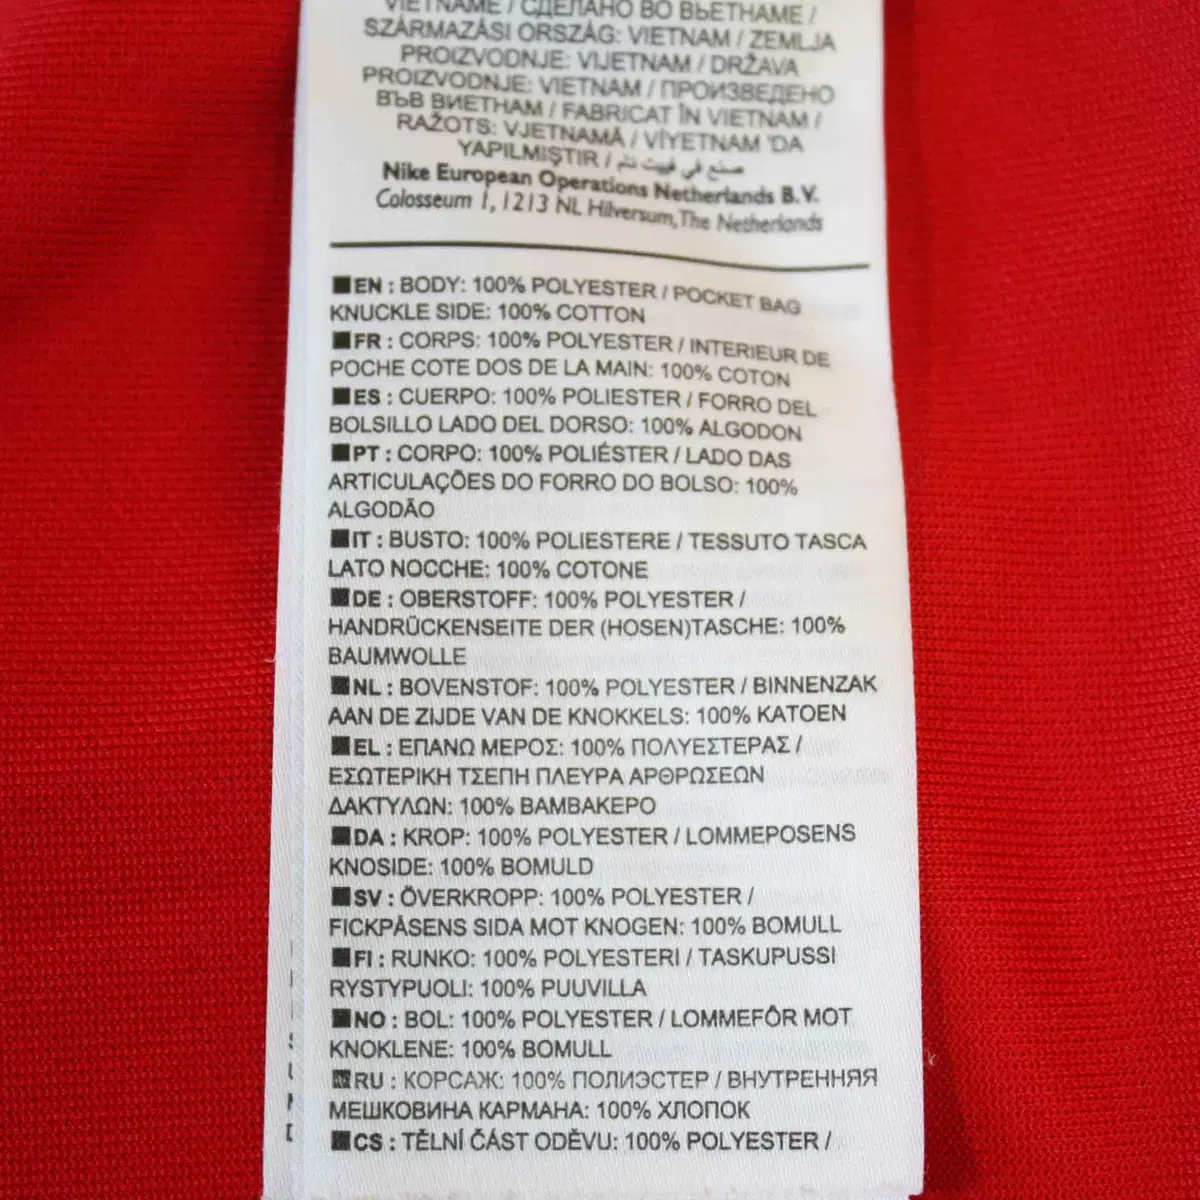 VIETNAME / СДЕЛАНО ВО ВЬЕТНАМЕ /
SZÁRMAZÁSI ORSZÁG: VIETNAM / ZEMLJA
PROIZVODNJE: VIJETNAM / DRŽAVA
PROIZVODNJE: VIETNAM / ПРОИЗВЕДЕНО
ВЪВ ВИЕТНАМ / FABRICAT ÎN VIETNAM /
RAŽOTS: VJETNAMĀ / VİYETNAM 'DA
YAPILMIŞTIR / صنع في فييت نام
Nike European Operations Netherlands B.V.
Colosseum 1, 1213 NL Hilversum, The Netherlands
EN : BODY: 100% POLYESTER / POCKET BAG
KNUCKLE SIDE: 100% COTTON
FR : CORPS: 100% POLYESTER / INTERIEUR DE
POCHE COTE DOS DE LA MAIN: 100% COTON
ES : CUERPO: 100% POLIESTER / FORRO DEL
BOLSILLO LADO DEL DORSO: 100% ALGODON
PT : CORPO: 100% POLIÉSTER / LADO DAS
ARTICULAÇÕES DO FORRO DO BOLSO: 100%
ALGODÃO
IT : BUSTO: 100% POLIESTERE / TESSUTO TASCA
LATO NOCCHE: 100% COTONE
DE : OBERSTOFF: 100% POLYESTER /
HANDRÜCKENSEITE DER (HOSEN)TASCHE: 100%
BAUMWOLLE
NL : BOVENSTOF: 100% POLYESTER / BINNENZAK
AAN DE ZIJDE VAN DE KNOKKELS: 100% KATOEN
EL : ΕΠΑΝΩ ΜΕΡΟΣ: 100% ΠΟΛΥΕΣΤΕΡΑΣ /
ΕΣΩΤΕΡΙΚΗ ΤΣΕΠΗ ΠΛΕΥΡΑ ΑΡΘΡΩΣΕΩΝ
ΔΑΚΤΥΛΩΝ: 100% ΒΑΜΒΑΚΕΡΟ
DA : KROP: 100% POLYESTER / LOMMEPOSENS
KNOSIDE: 100% BOMULD
SV : ÖVERKROPP: 100% POLYESTER /
FICKPÅSENS SIDA MOT KNOGEN: 100% BOMULL
FI : RUNKO: 100% POLYESTERI / TASKUPUSSI
RYSTYPUOLI: 100% PUUVILLA
NO : BOL: 100% POLYESTER / LOMMEFÔR MOT
KNOKLENE: 100% BOMULL
RU : КОРСАЖ: 100% ПОЛИЭСТЕР / ВНУТРЕННЯЯ
МЕШКОВИНА КАРМАНА: 100% ХЛОПОК
CS : TĚLNÍ ČÁST ODĚVU: 100% POLYESTER /